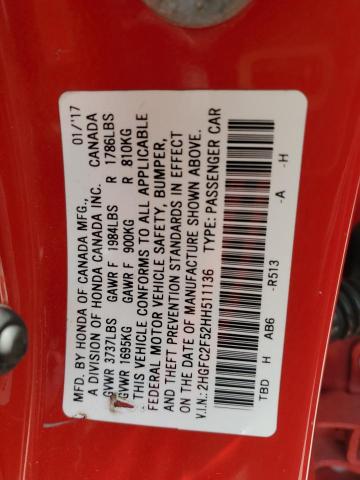 MFD. BY HONDA OF CANADA MFG., 01/'17
A DIVISION OF HONDA CANADA INC. CANADA
GVWR 3737LBS GAWR F 1984LBS R 1786LBS
GVWR 1695KG GAWR F 900KG R 810KG
THIS VEHICLE CONFORMS TO ALL APPLICABLE
FEDERAL MOTOR VEHICLE SAFETY, BUMPER,
AND THEFT PREVENTION STANDARDS IN EFFECT
ON THE DATE OF MANUFACTURE SHOWN ABOVE.
V.I.N.: 2HGFC2F52HH511136 TYPE: PASSENGER CAR
TBD H AB6 -R513 -A -H